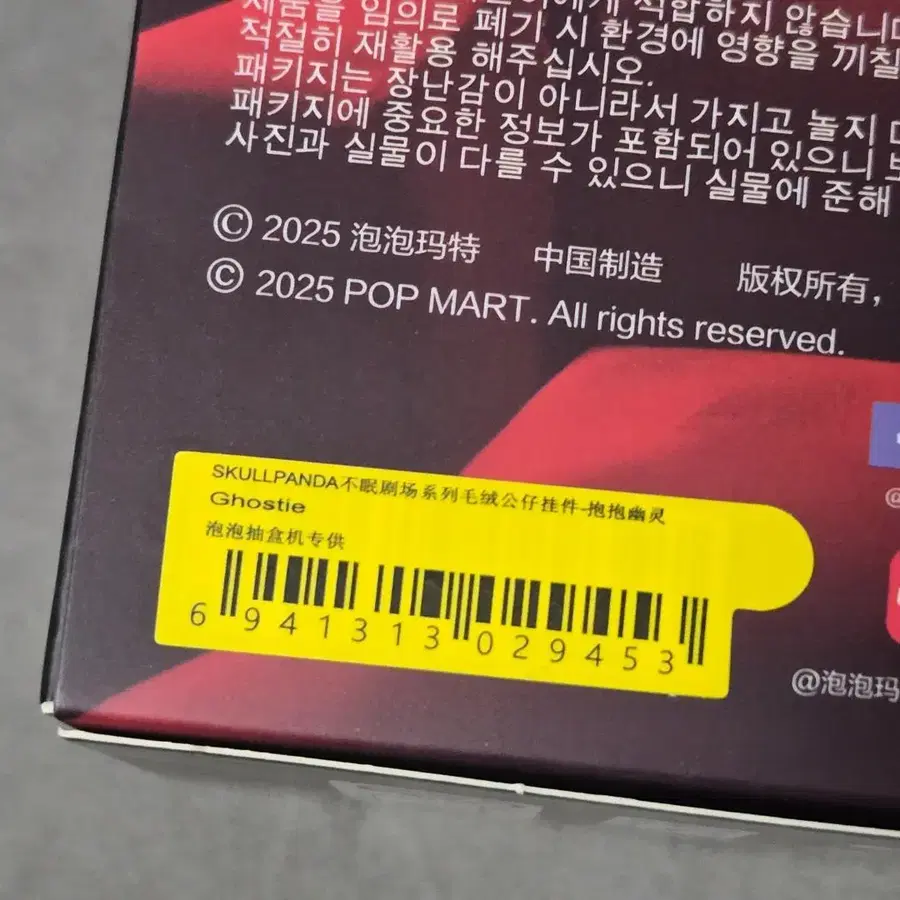 적합하지 않습니다
제품을 임의로 폐기 시 환경에 영향을 끼칠
적절히 재활용 해주십시오.
패키지는 장난감이 아니라서 가지고 놀지
패키지에 중요한 정보가 포함되어 있으니
사진과 실물이 다를 수 있으니 실물에 준해
© 2025 泡泡玛特 中国制造 版权所有，
© 2025 POP MART. All rights reserved.
SKULLPANDA不眠剧场系列毛绒公仔挂件-抱抱幽灵
Ghostie
泡泡抽盒机专供
6 941313 029453
@泡泡玛